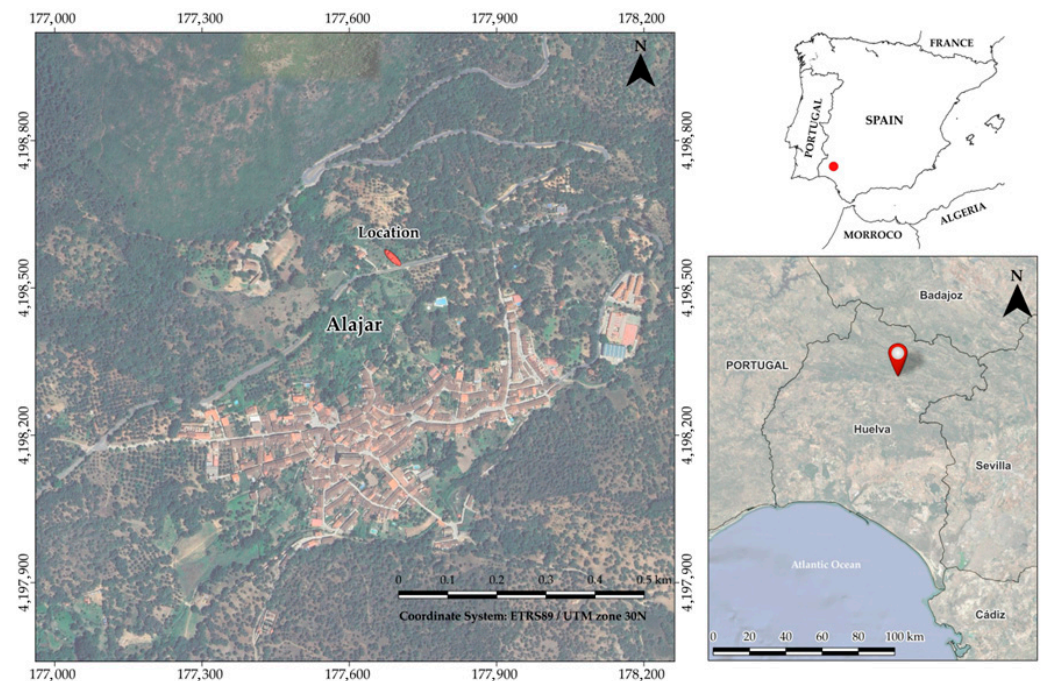 177,000 177,300 177,600 177,900 178,200
N
4,198,800
4,198,800
Location
4,198,500
4,198,500
Alajar
4,198,200
4,198,200
4,197,900
4,197,900
0 0.1 0.2 0.3 0.4 0.5 km
Coordinate System: ETRS89 / UTM zone 30N
177,000 177,300 177,600 177,900 178,200
FRANCE
PORTUGAL
SPAIN
ALGERIA
MORROCO
N
Badajoz
PORTUGAL
Huelva
Sevilla
Atlantic Ocean
Cádiz
0 20 40 60 80 100 km